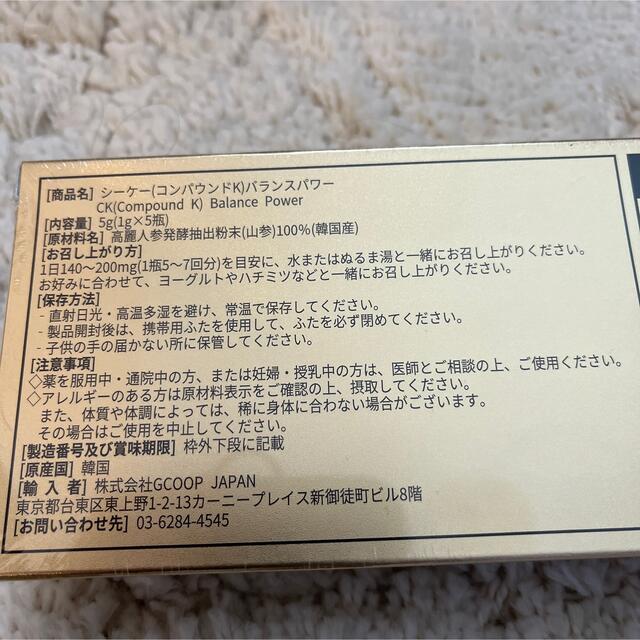 [商品名] シーケー(コンパウンドK)バランスパワー
CK(Compound K) Balance Power
[内容量] 5g(1g×5瓶)
[原材料名] 高麗人参発酵抽出粉末(山参)100%(韓国産)
[お召し上がり方]
1日140～200mg(1瓶5～7回分)を目安に、水またはぬるま湯と一緒にお召し上がりください。
お好みに合わせて、ヨーグルトやハチミツなどと一緒にお召し上がりください。
[保存方法]
- 直射日光・高温多湿を避け、常温で保存してください。
- 製品開封後は、携帯用ふたを使用して、ふたを必ず閉めてください。
- 子供の手の届かない所に保管してください。
[注意事項]
◇薬を服用中・通院中の方、または妊婦・授乳中の方は、医師とご相談の上、ご使用ください。
◇アレルギーのある方は原材料表示をご確認の上、摂取してください。
また、体質や体調によっては、稀に身体に合わない場合がございます。
その場合はご使用を中止してください。
[製造番号及び賞味期限] 枠外下段に記載
[原産国] 韓国
[輸 入 者] 株式会社GCOOP JAPAN
東京都台東区東上野1-2-13カーニープレイス新御徒町ビル8階
[お問い合わせ先] 03-6284-4545